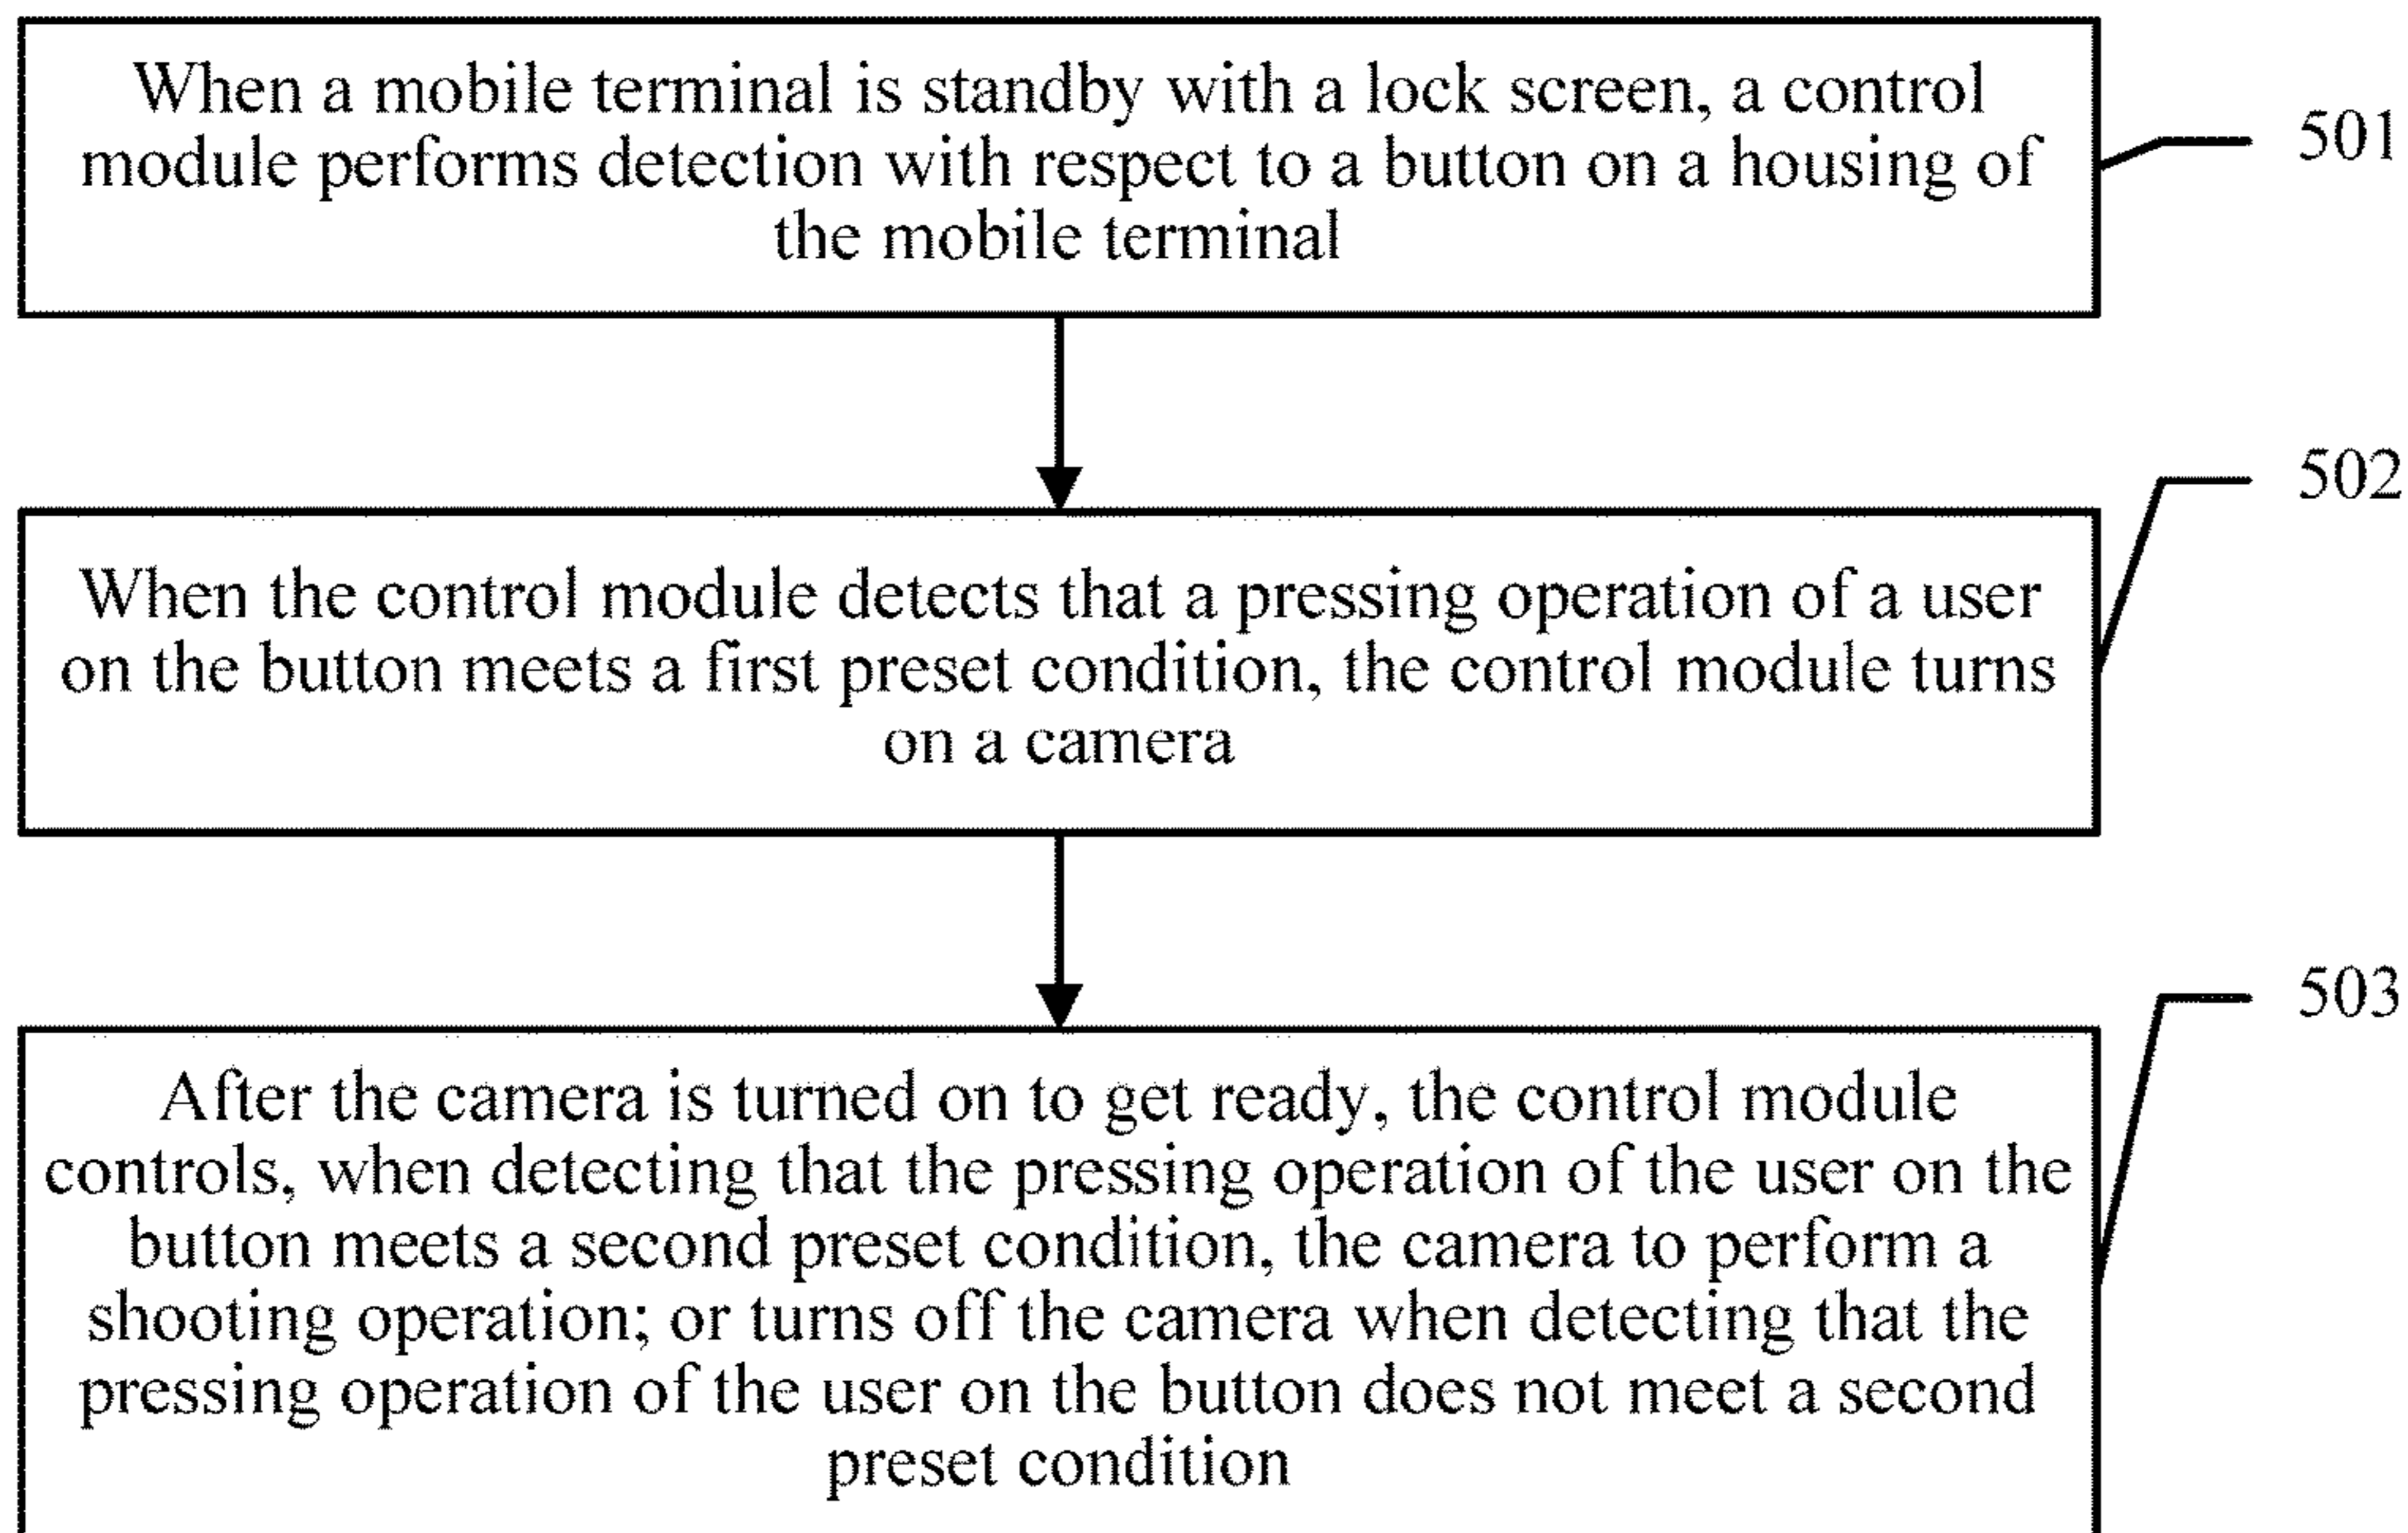 When a mobile terminal is standby with a lock screen, a control
module performs detection with respect to a button on a housing of
the mobile terminal
501
502
When the control module detects that a pressing operation of a user
on the button meets a first preset condition, the control module turns
on a camera
503
After the camera is turned on to get ready, the control module
controls, when detecting that the pressing operation of the user on the
button meets a second preset condition, the camera to perform a
shooting operation; or turns off the camera when detecting that the
pressing operation of the user on the button does not meet a second
preset condition